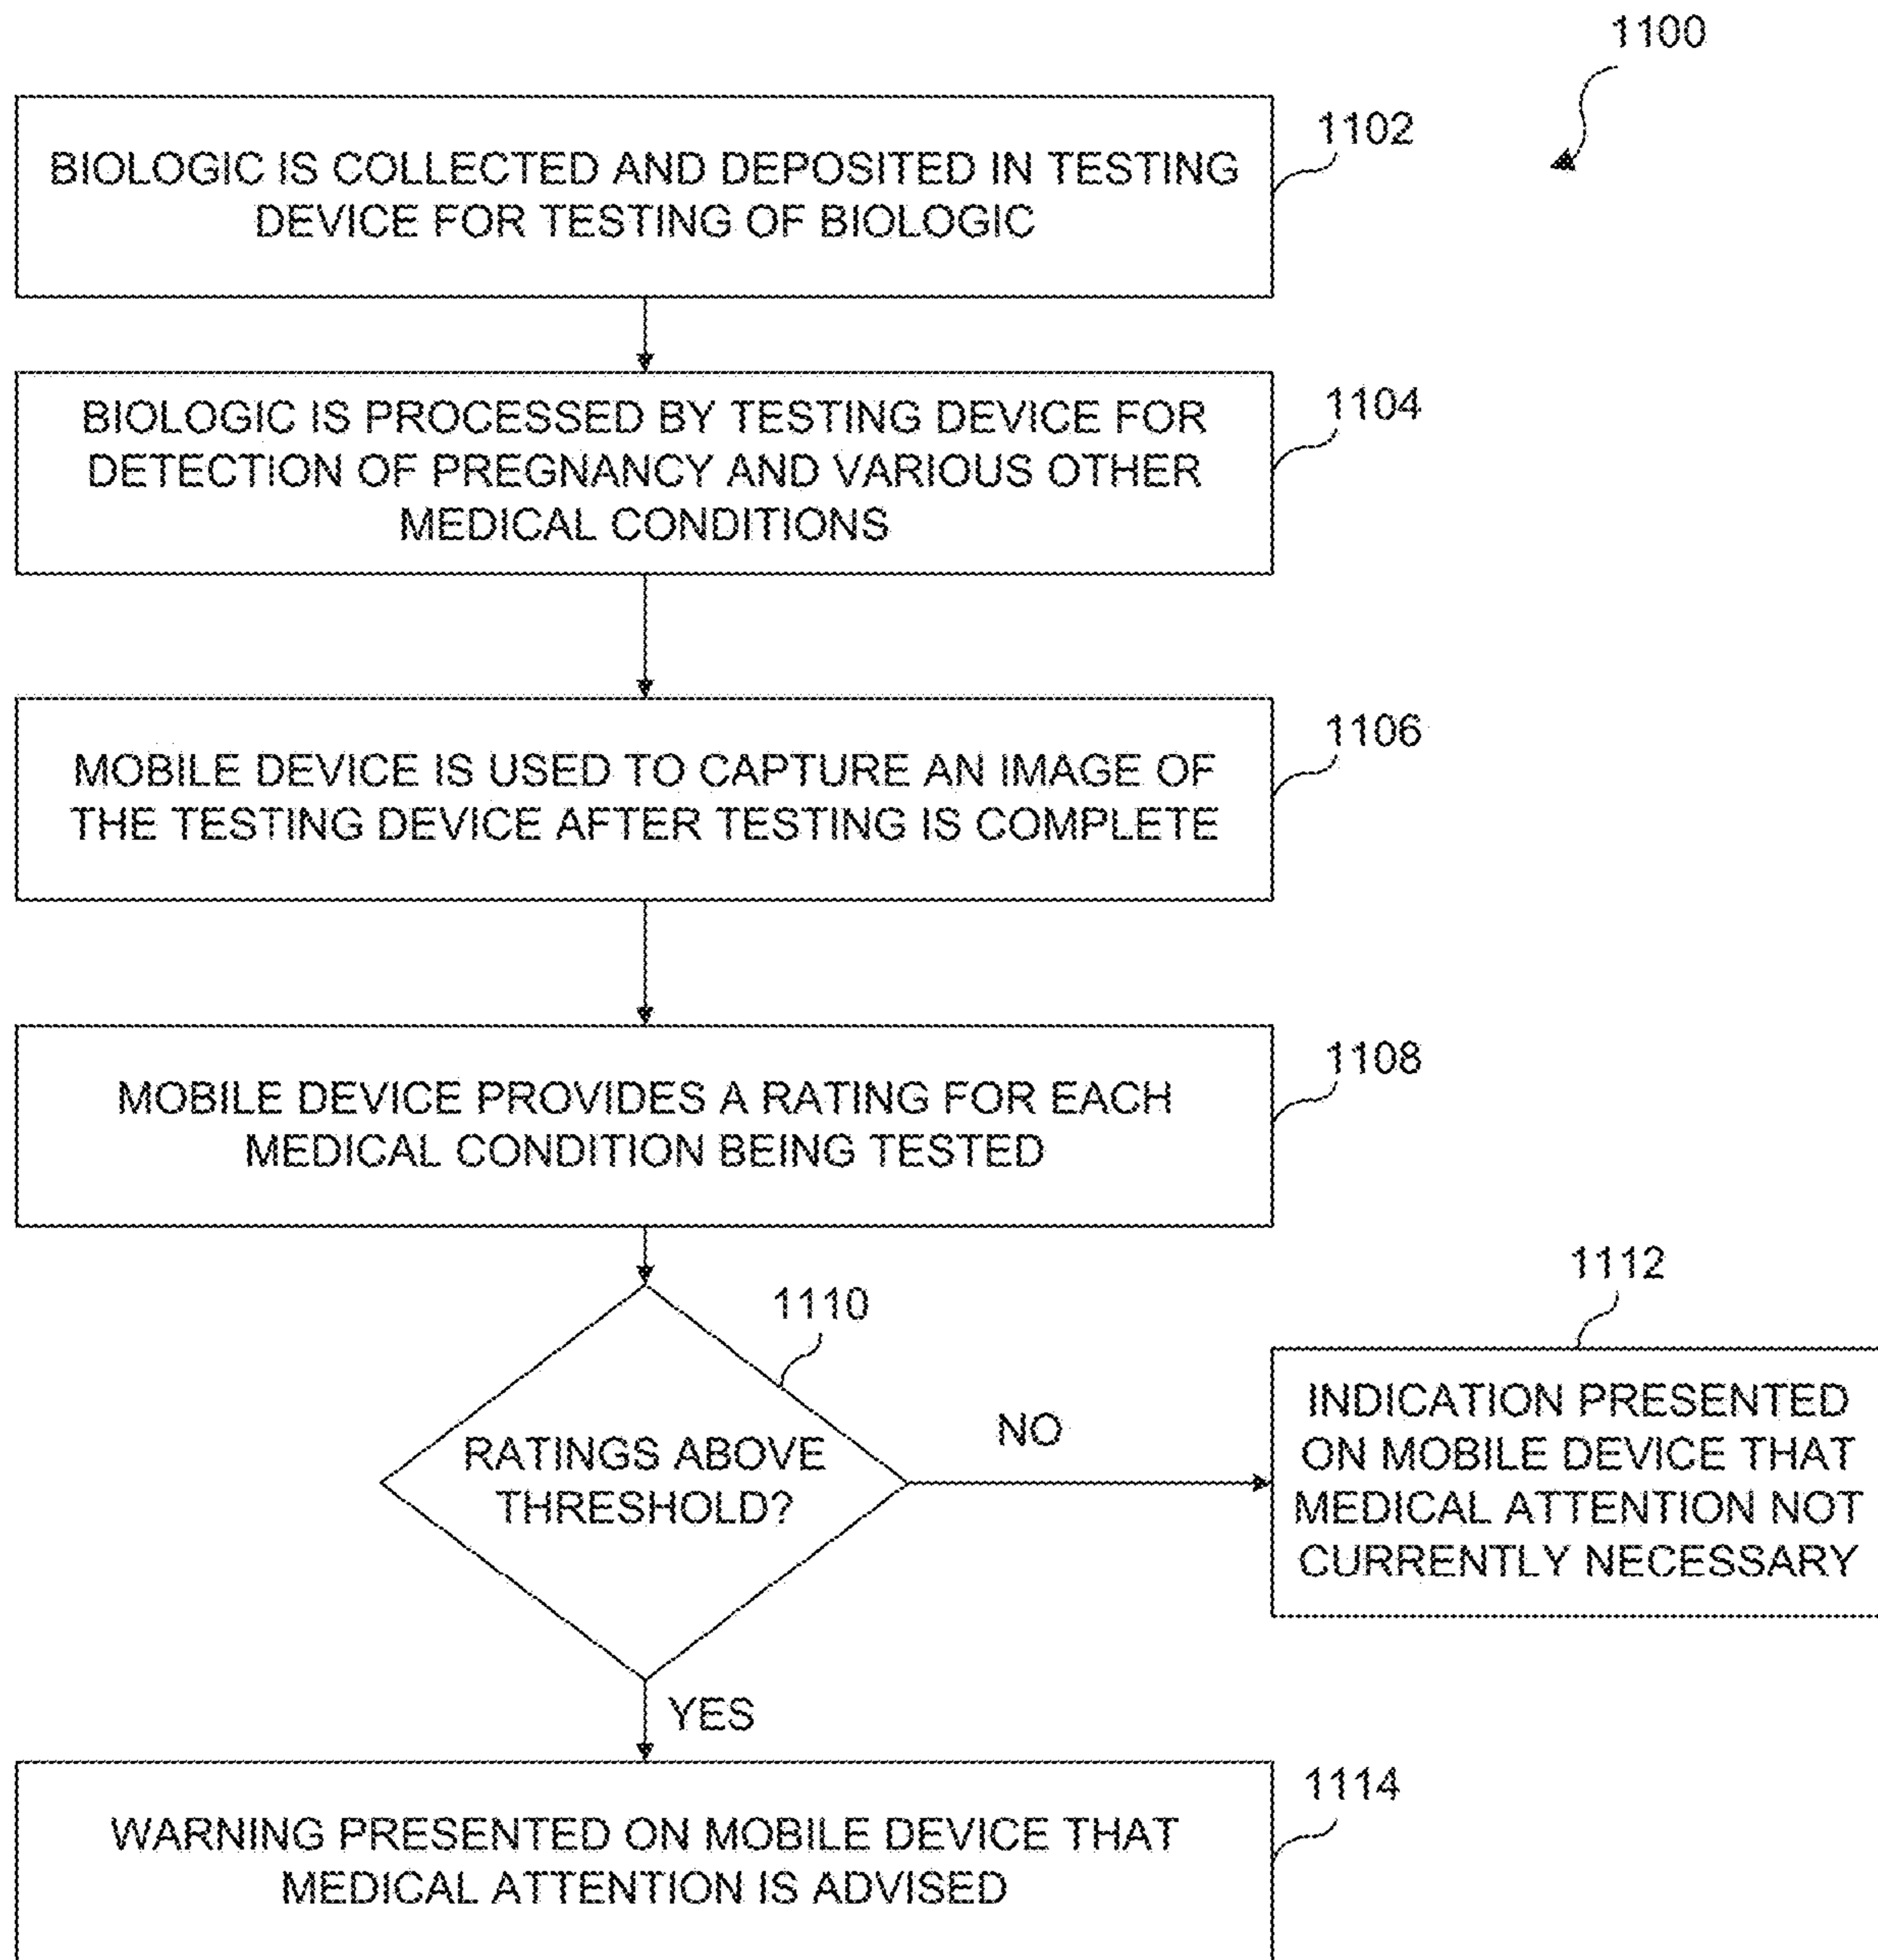 1100
BIOLOGIC IS COLLECTED AND DEPOSITED IN TESTING
DEVICE FOR TESTING OF BIOLOGIC
1102
BIOLOGIC IS PROCESSED BY TESTING DEVICE FOR
DETECTION OF PREGNANCY AND VARIOUS OTHER
MEDICAL CONDITIONS
1104
MOBILE DEVICE IS USED TO CAPTURE AN IMAGE OF
THE TESTING DEVICE AFTER TESTING IS COMPLETE
1106
MOBILE DEVICE PROVIDES A RATING FOR EACH
MEDICAL CONDITION BEING TESTED
1108
RATINGS ABOVE
THRESHOLD?
1110
NO
1112
INDICATION PRESENTED
ON MOBILE DEVICE THAT
MEDICAL ATTENTION NOT
CURRENTLY NECESSARY
YES
WARNING PRESENTED ON MOBILE DEVICE THAT
MEDICAL ATTENTION IS ADVISED
1114